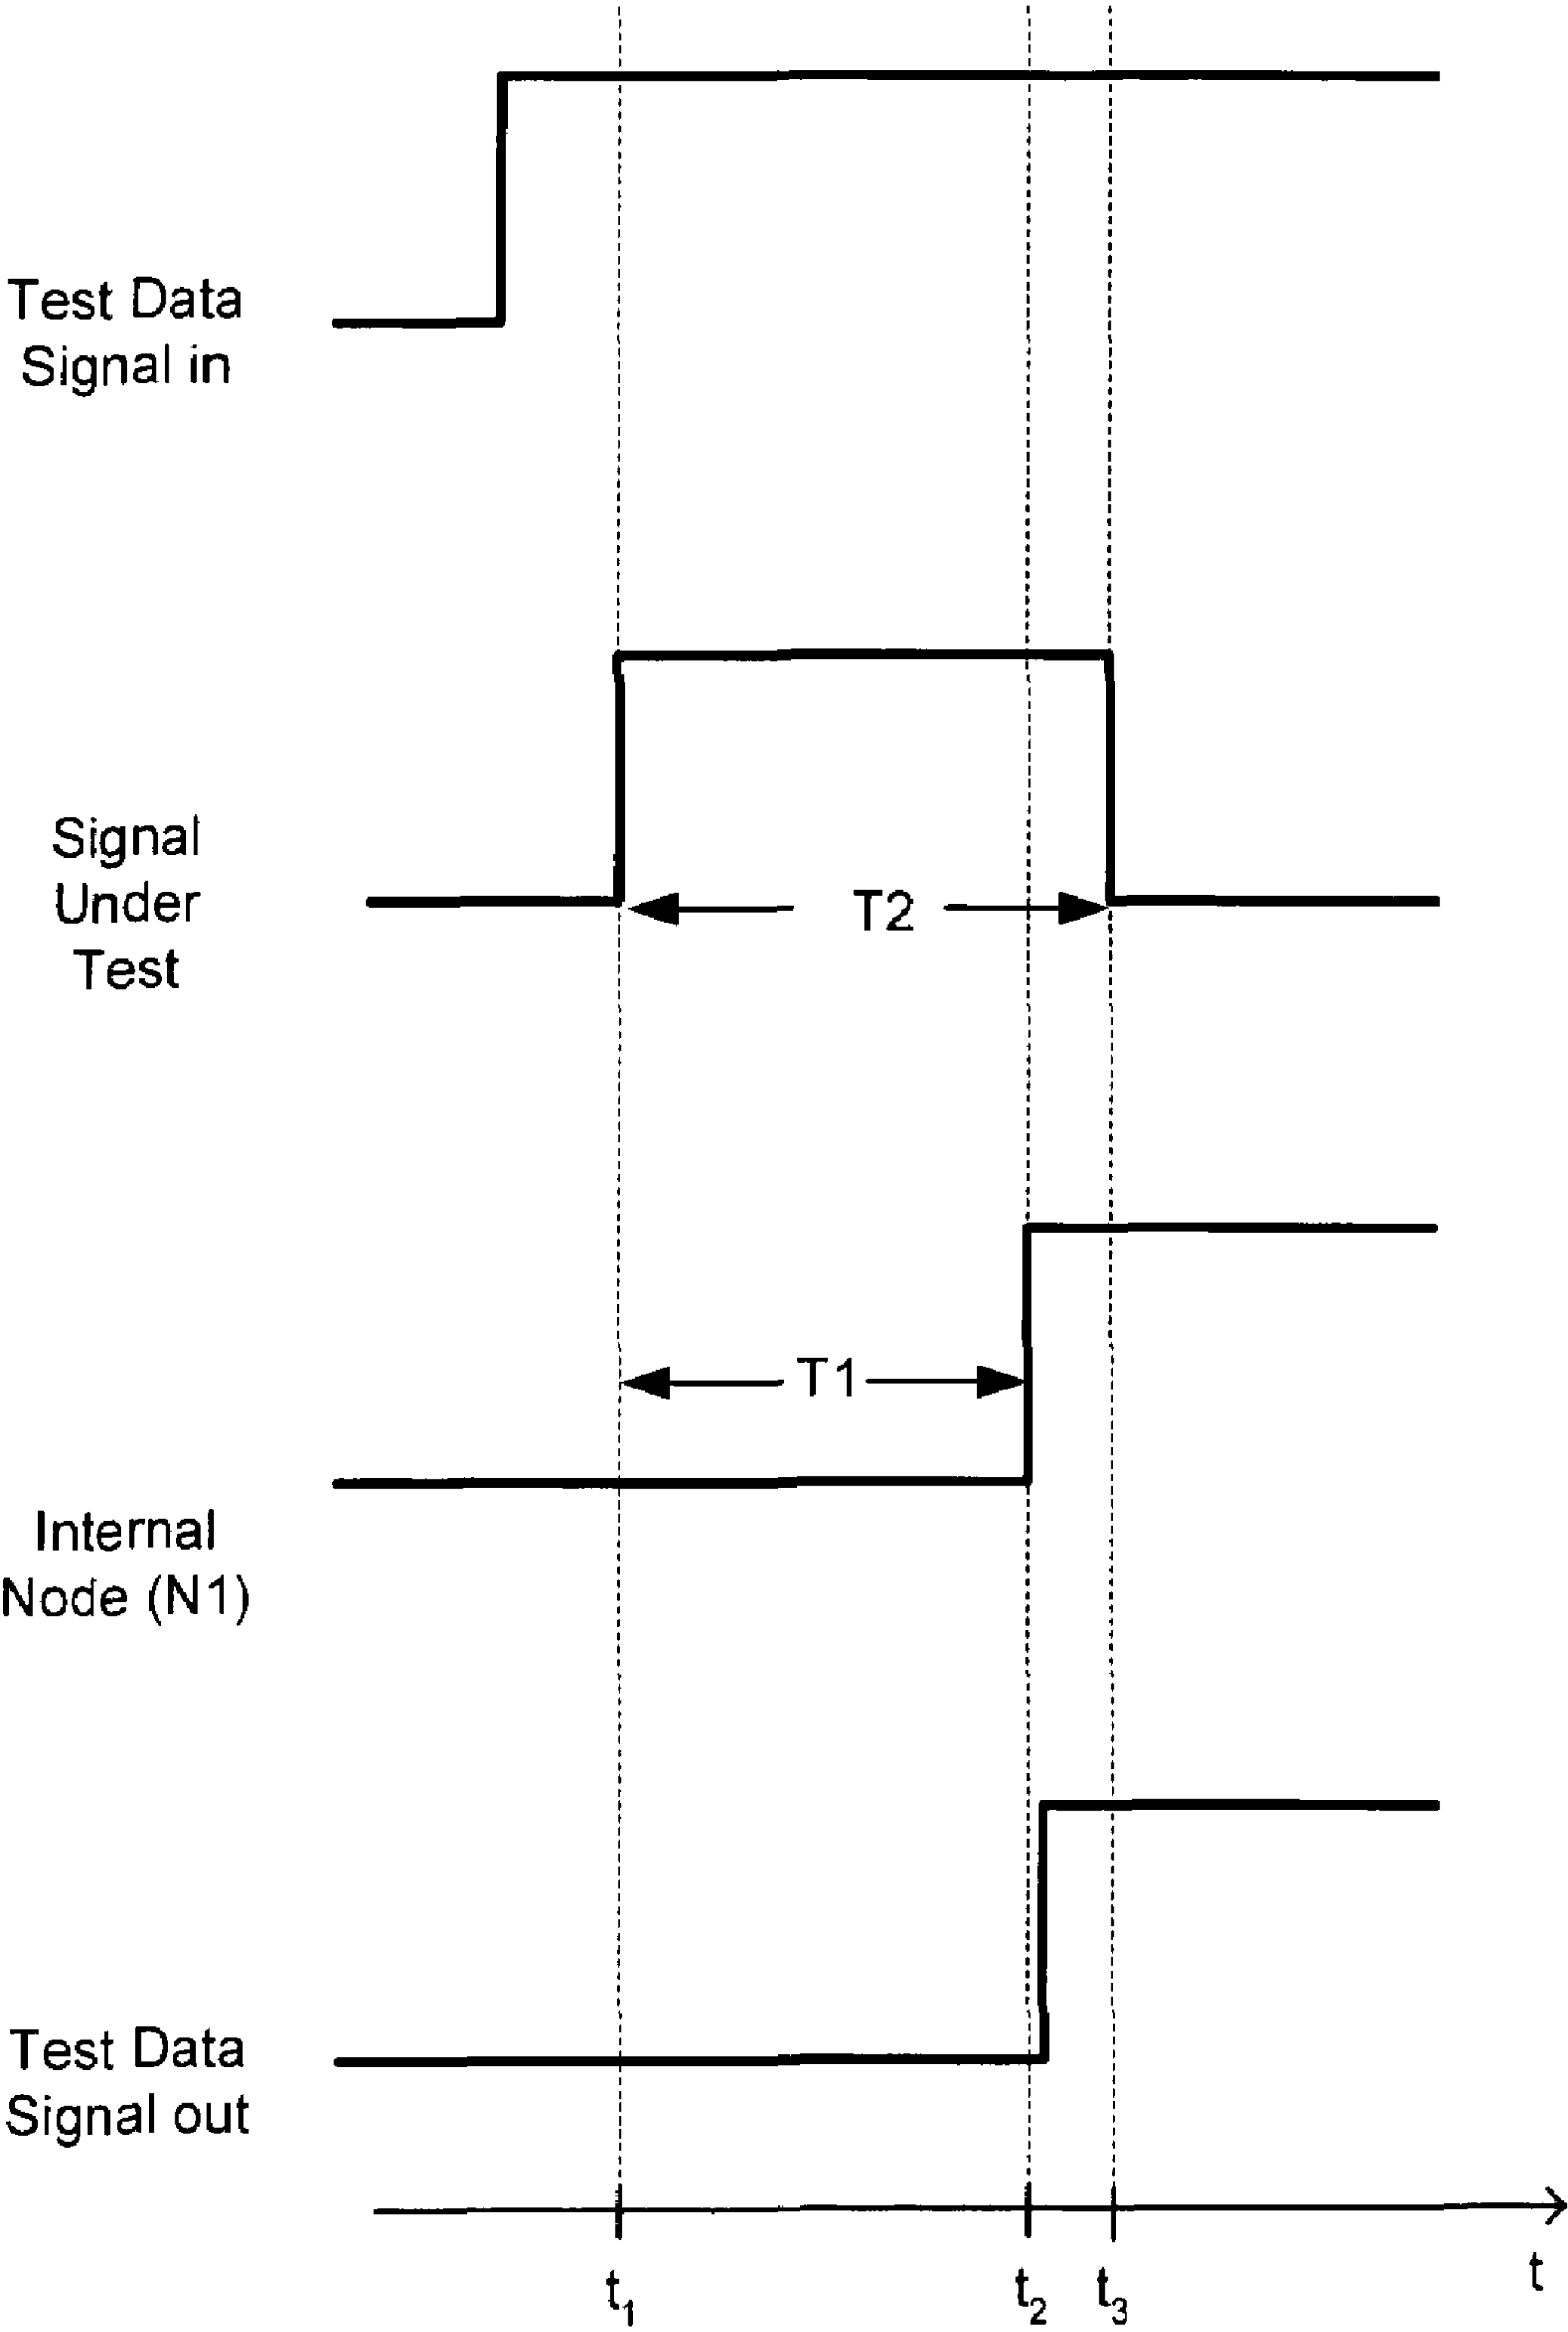 Test Data
Signal in
Signal
Under
Test
T2
T1
Internal
Node (N1)
Test Data
Signal out
t₁
t₂
t₃
t